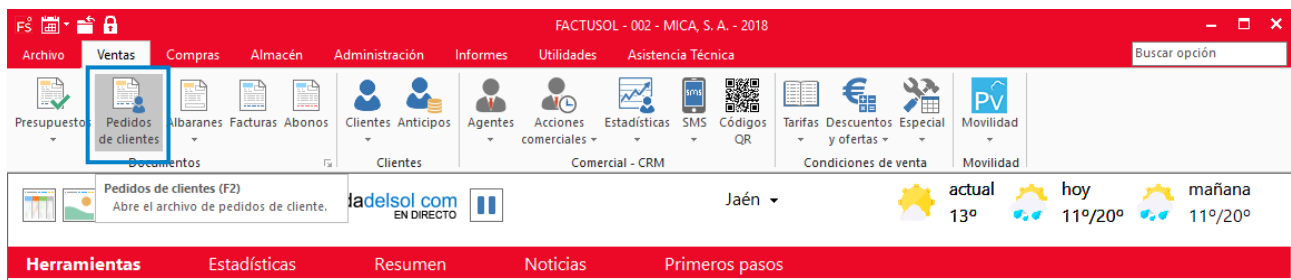 FS
FACTUSOL - 002 - MICA, S. A. - 2018
Archivo Ventas Compras Almacén Administración Informes Utilidades Asistencia Técnica Buscar opción
sms PV
Presupuestos Pedidos de clientes Albaranes Facturas Abonos Clientes Anticipos Agentes Acciones comerciales Estadísticas SMS Códigos QR Tarifas Descuentos y ofertas Especial Movilidad
Documentos Clientes Comercial - CRM Condiciones de venta Movilidad
Pedidos de clientes (F2)
Abre el archivo de pedidos de cliente.
dadelsol com
EN DIRECTO
Jaén
actual hoy mañana
13º 11º/20º 11º/20º
Herramientas Estadísticas Resumen Noticias Primeros pasos